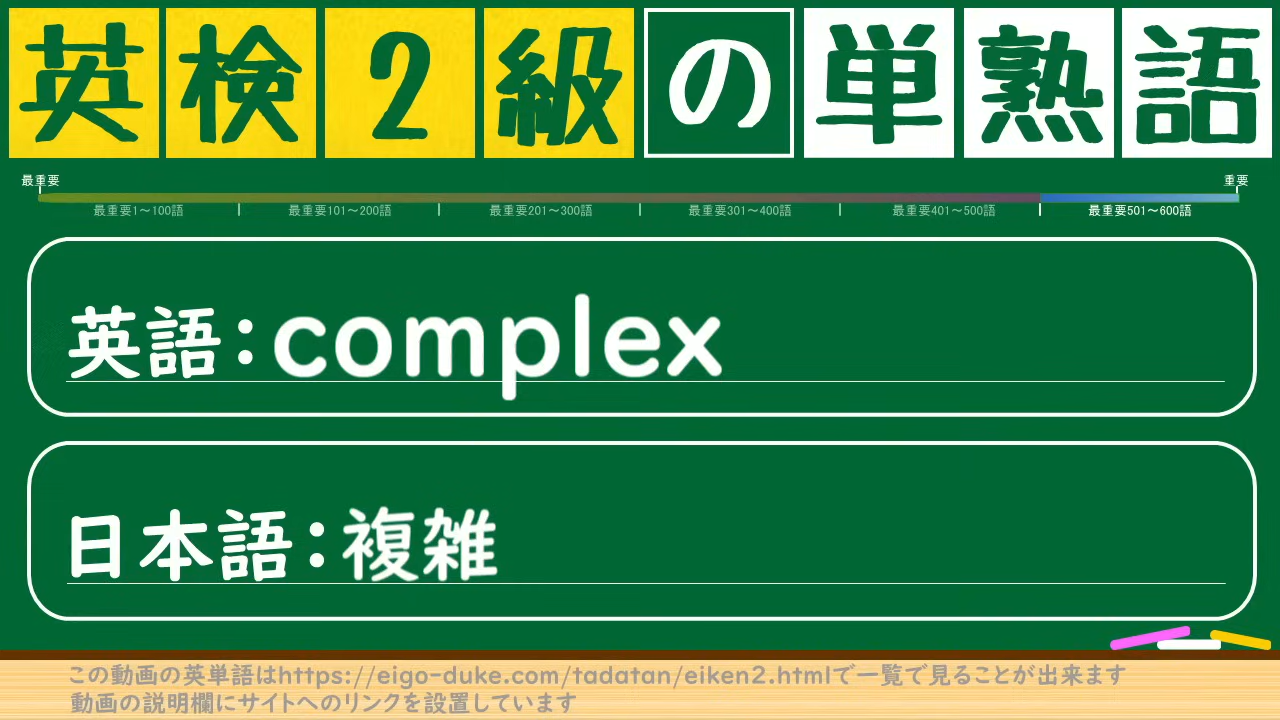 英検2級の単熟語
最重要 重要
最重要1～100語 最重要101～200語 最重要201～300語 最重要301～400語 最重要401～500語 最重要501～600語
英語：complex
日本語：複雑
この動画の英単語はhttps://eigo-duke.com/tadatan/eiken2.htmlで一覧で見ることが出来ます
動画の説明欄にサイトへのリンクを設置しています